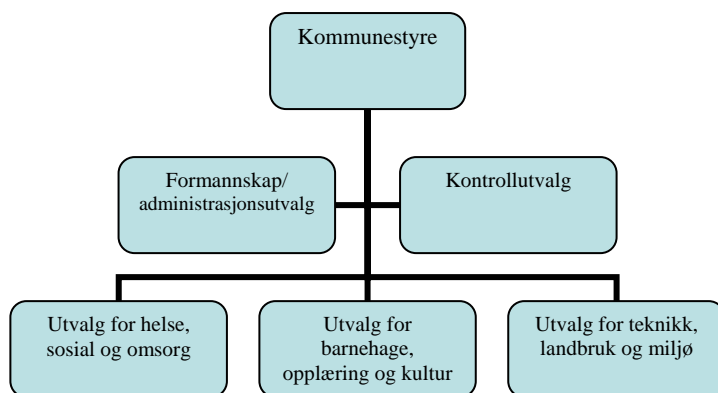 Kommunestyre
Formannskap/
administrasjonsutvalg
Kontrollutvalg
Utvalg for helse,
sosial og omsorg
Utvalg for
barnehage,
opplæring og kultur
Utvalg for teknikk,
landbruk og miljø